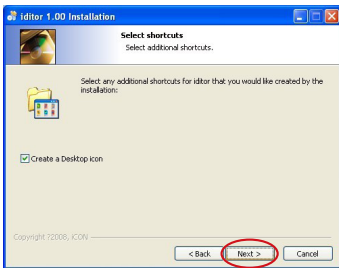 iditor 1.00 Installation
Select shortcuts
Select additional shortcuts.
Select any additional shortcuts for iditor that you would like created by the
installation:
Create a Desktop icon
Copyright ?2008, iCON
< Back
Next >
Cancel